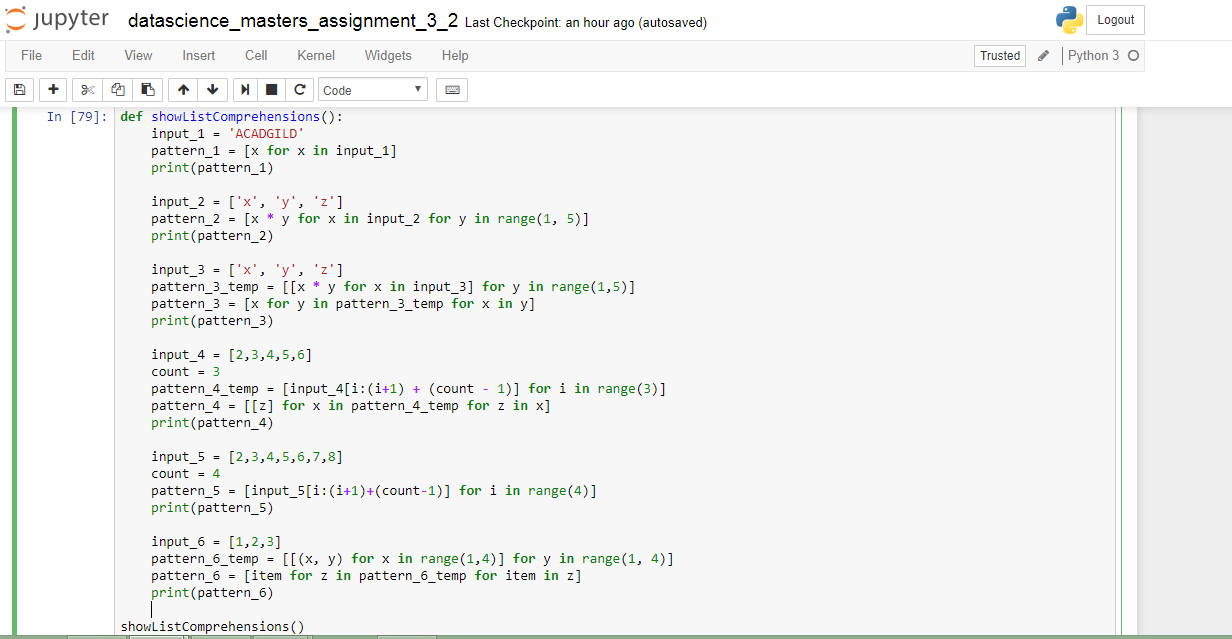 jupyter datascience_masters_assignment_3_2 Last Checkpoint: an hour ago (autosaved) Logout
File Edit View Insert Cell Kernel Widgets Help Trusted Python 3
Code
In [79]: def showListComprehensions():
    input_1 = 'ACADGILD'
    pattern_1 = [x for x in input_1]
    print(pattern_1)

    input_2 = ['x', 'y', 'z']
    pattern_2 = [x * y for x in input_2 for y in range(1, 5)]
    print(pattern_2)

    input_3 = ['x', 'y', 'z']
    pattern_3_temp = [[x * y for x in input_3] for y in range(1,5)]
    pattern_3 = [x for y in pattern_3_temp for x in y]
    print(pattern_3)

    input_4 = [2,3,4,5,6]
    count = 3
    pattern_4_temp = [input_4[i:(i+1) + (count - 1)] for i in range(3)]
    pattern_4 = [[z] for x in pattern_4_temp for z in x]
    print(pattern_4)

    input_5 = [2,3,4,5,6,7,8]
    count = 4
    pattern_5 = [input_5[i:(i+1)+(count-1)] for i in range(4)]
    print(pattern_5)

    input_6 = [1,2,3]
    pattern_6_temp = [[(x, y) for x in range(1,4)] for y in range(1, 4)]
    pattern_6 = [item for z in pattern_6_temp for item in z]
    print(pattern_6)

showListComprehensions()